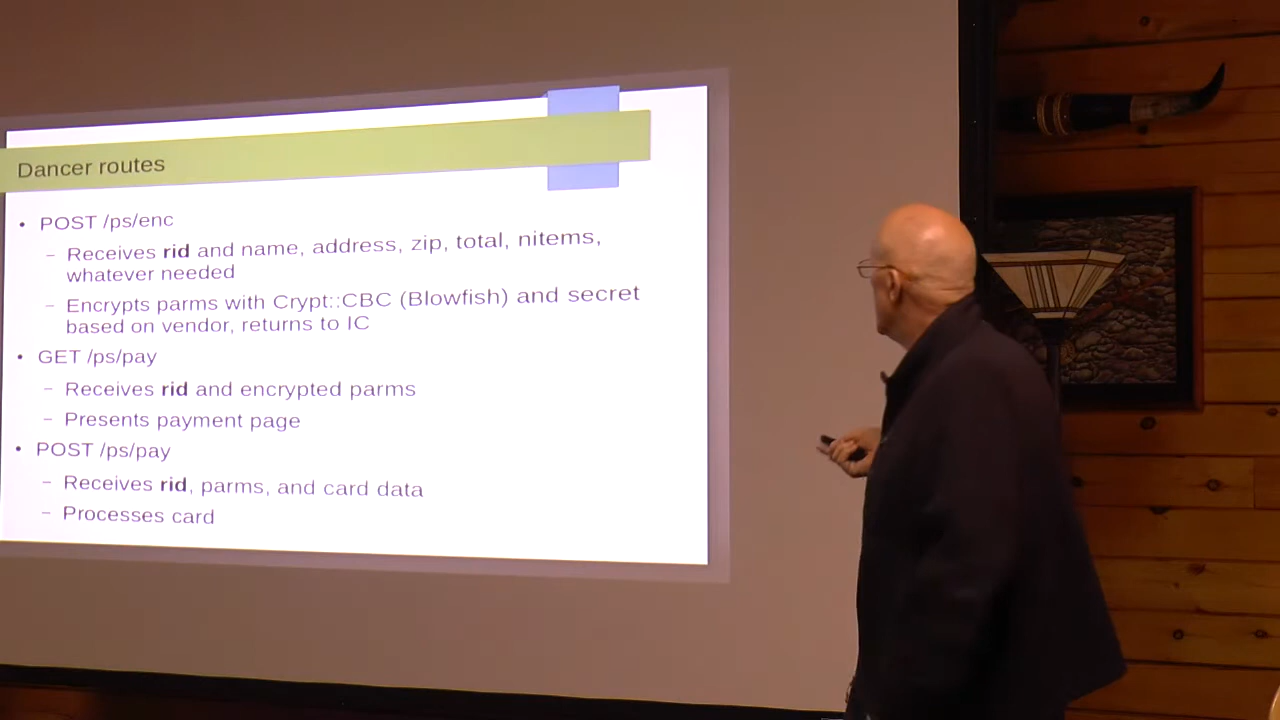 Dancer routes
• POST /ps/enc
– Receives rid and name, address, zip, total, nitems,
whatever needed
– Encrypts parms with Crypt::CBC (Blowfish) and secret
based on vendor, returns to IC
• GET /ps/pay
– Receives rid and encrypted parms
– Presents payment page
• POST /ps/pay
– Receives rid, parms, and card data
– Processes card